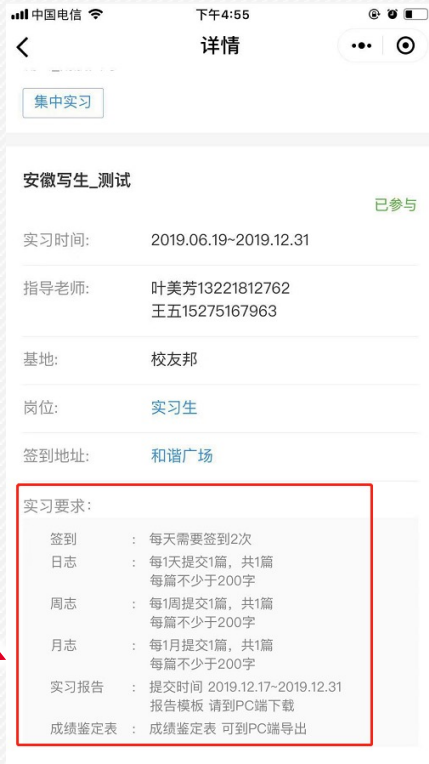 中国电信
下午4:55
详情
集中实习
安徽写生_测试
已参与
实习时间: 2019.06.19~2019.12.31
指导老师: 叶美芳13221812762
王五15275167963
基地: 校友邦
岗位: 实习生
签到地址: 和谐广场
实习要求:
签到 : 每天需要签到2次
日志 : 每1天提交1篇，共1篇
每篇不少于200字
周志 : 每1周提交1篇，共1篇
每篇不少于200字
月志 : 每1月提交1篇，共1篇
每篇不少于200字
实习报告 : 提交时间 2019.12.17~2019.12.31
报告模板 请到PC端下载
成绩鉴定表 : 成绩鉴定表 可到PC端导出